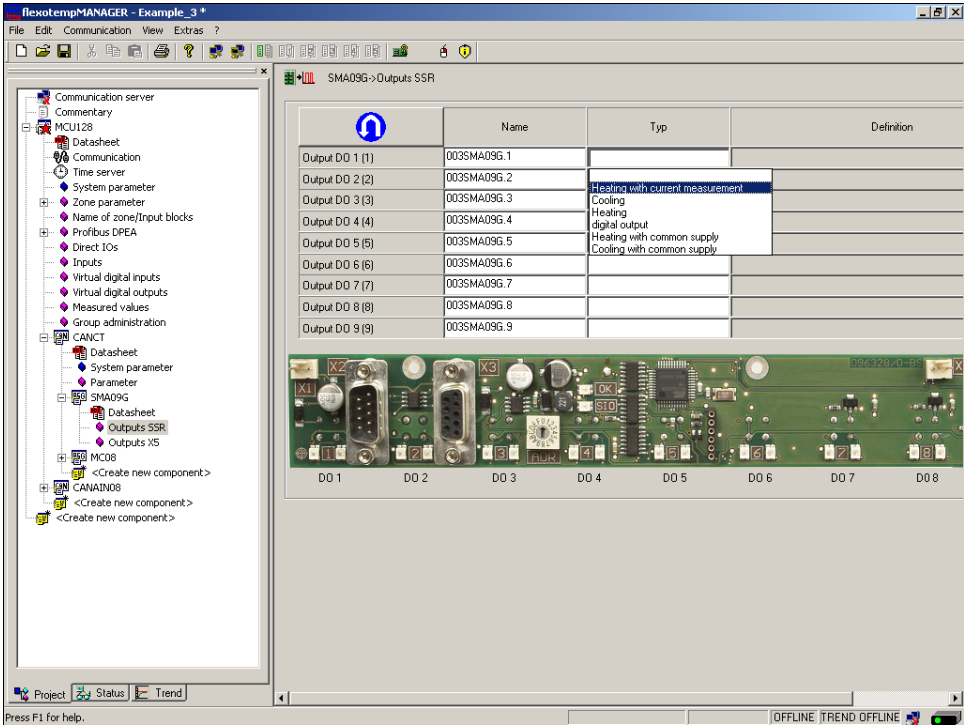 flexotempMANAGER - Example_3 *
File Edit Communication View Extras ?
SMA09G->Outputs SSR
Communication server
Commentary
MCU128
Datasheet
Communication
Time server
System parameter
Zone parameter
Name of zone/Input blocks
Profibus DPEA
Direct IOs
Inputs
Virtual digital inputs
Virtual digital outputs
Measured values
Group administration
CANCT
Datasheet
System parameter
Parameter
SMA09G
Datasheet
Outputs SSR
Outputs X5
MC08
<Create new component>
CANAIN08
<Create new component>
<Create new component>
Name Typ Definition
Output DO 1 (1) 003SMA09G.1
Output DO 2 (2) 003SMA09G.2
Output DO 3 (3) 003SMA09G.3
Output DO 4 (4) 003SMA09G.4
Output DO 5 (5) 003SMA09G.5
Output DO 6 (6) 003SMA09G.6
Output DO 7 (7) 003SMA09G.7
Output DO 8 (8) 003SMA09G.8
Output DO 9 (9) 003SMA09G.9
Heating with current measurement
Cooling
Heating
digital output
Heating with common supply
Cooling with common supply
X1 X2 X3 OK SIO
1 2 3 ADR 4 5 6 7 8
DO 1 DO 2 DO 3 DO 4 DO 5 DO 6 DO 7 DO 8
Project Status Trend
Press F1 for help. OFFLINE TREND OFFLINE